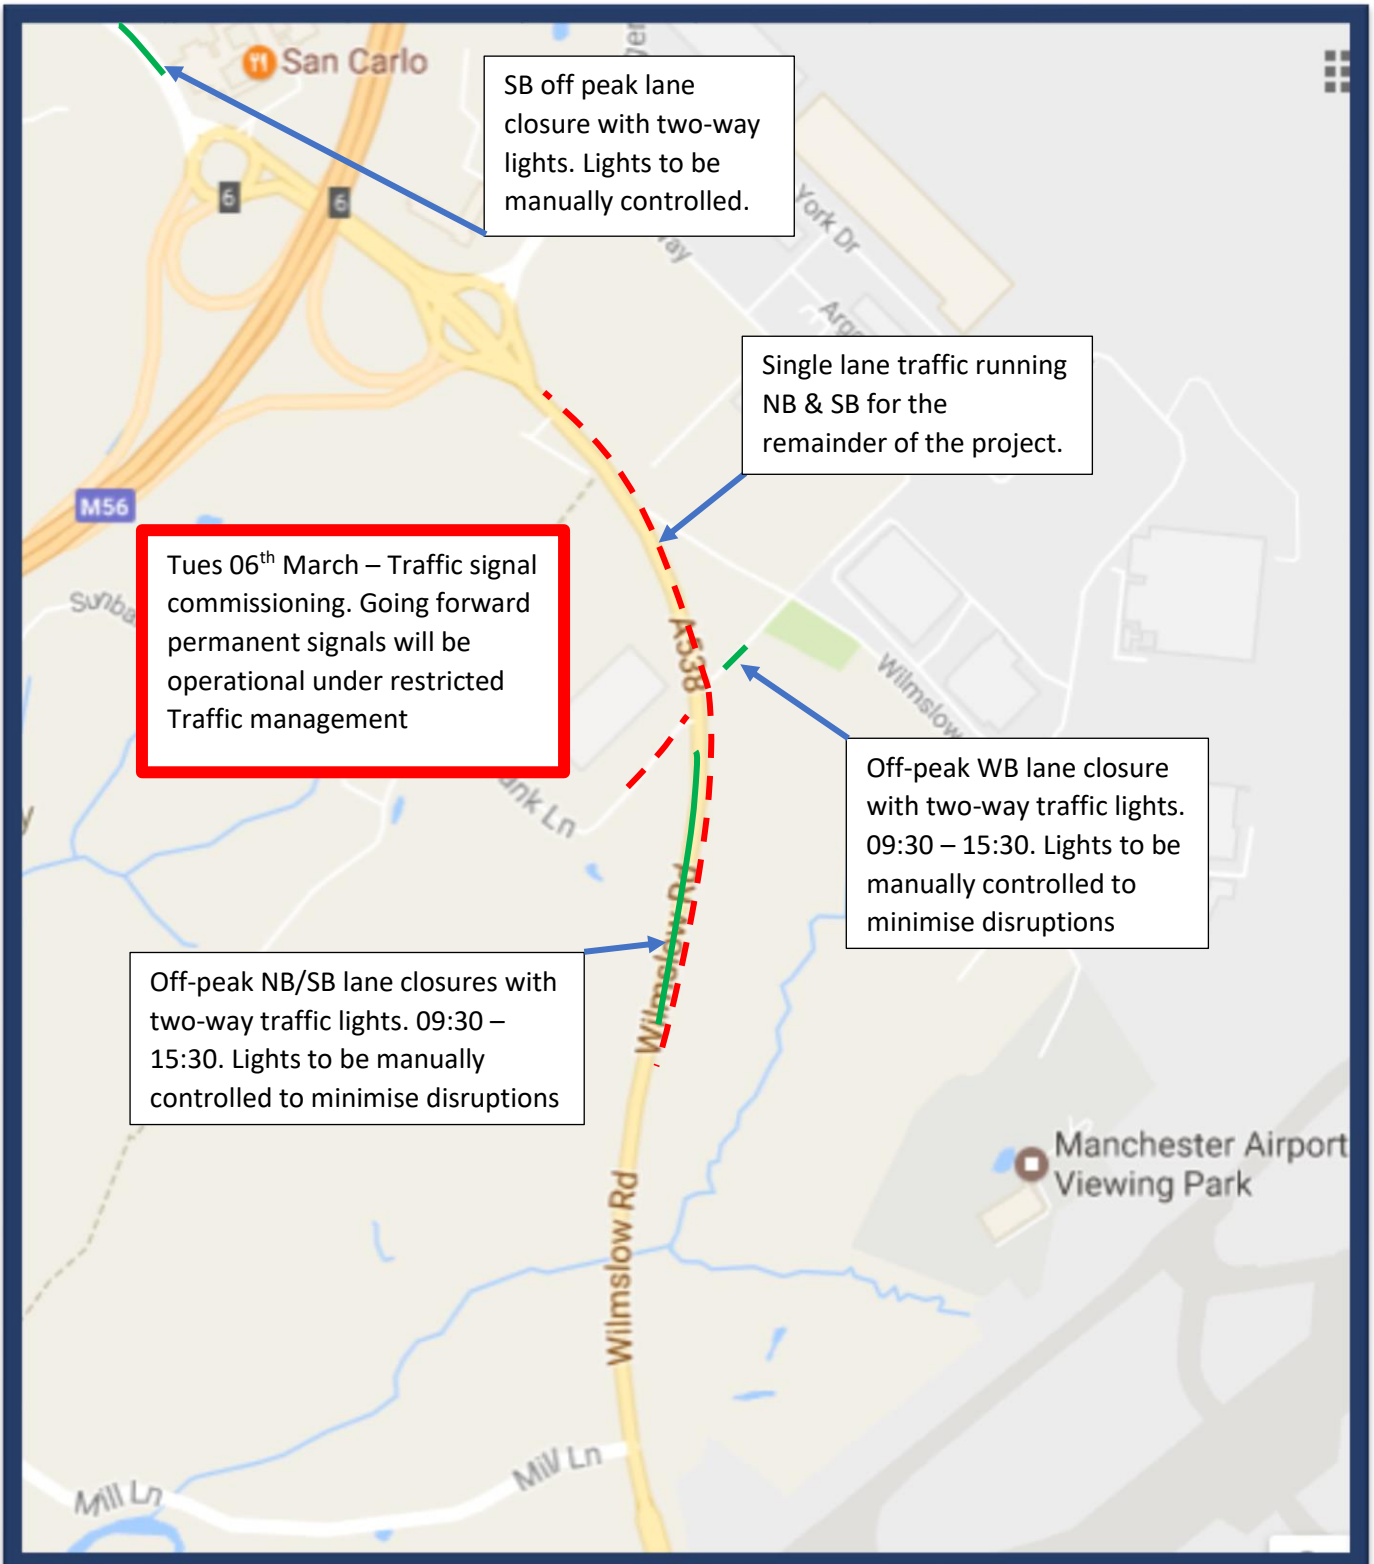 San Carlo
SB off peak lane
closure with two-way
lights. Lights to be
manually controlled.
6
6
York Dr
way
Single lane traffic running
NB & SB for the
remainder of the project.
M56
Tues 06th March – Traffic signal
commissioning. Going forward
permanent signals will be
operational under restricted
Traffic management
A538
Wilmslow
Off-peak WB lane closure
with two-way traffic lights.
09:30 – 15:30. Lights to be
manually controlled to
minimise disruptions
unk Ln
Wilmslow Rd
Off-peak NB/SB lane closures with
two-way traffic lights. 09:30 –
15:30. Lights to be manually
controlled to minimise disruptions
Manchester Airport
Viewing Park
Wilmslow Rd
Mill Ln
Mill Ln